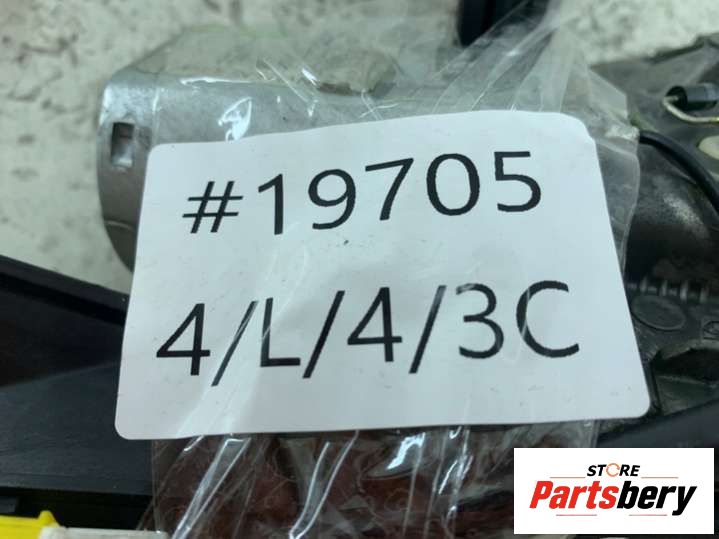 #19705
4/L/4/3C
STORE
Partsbery